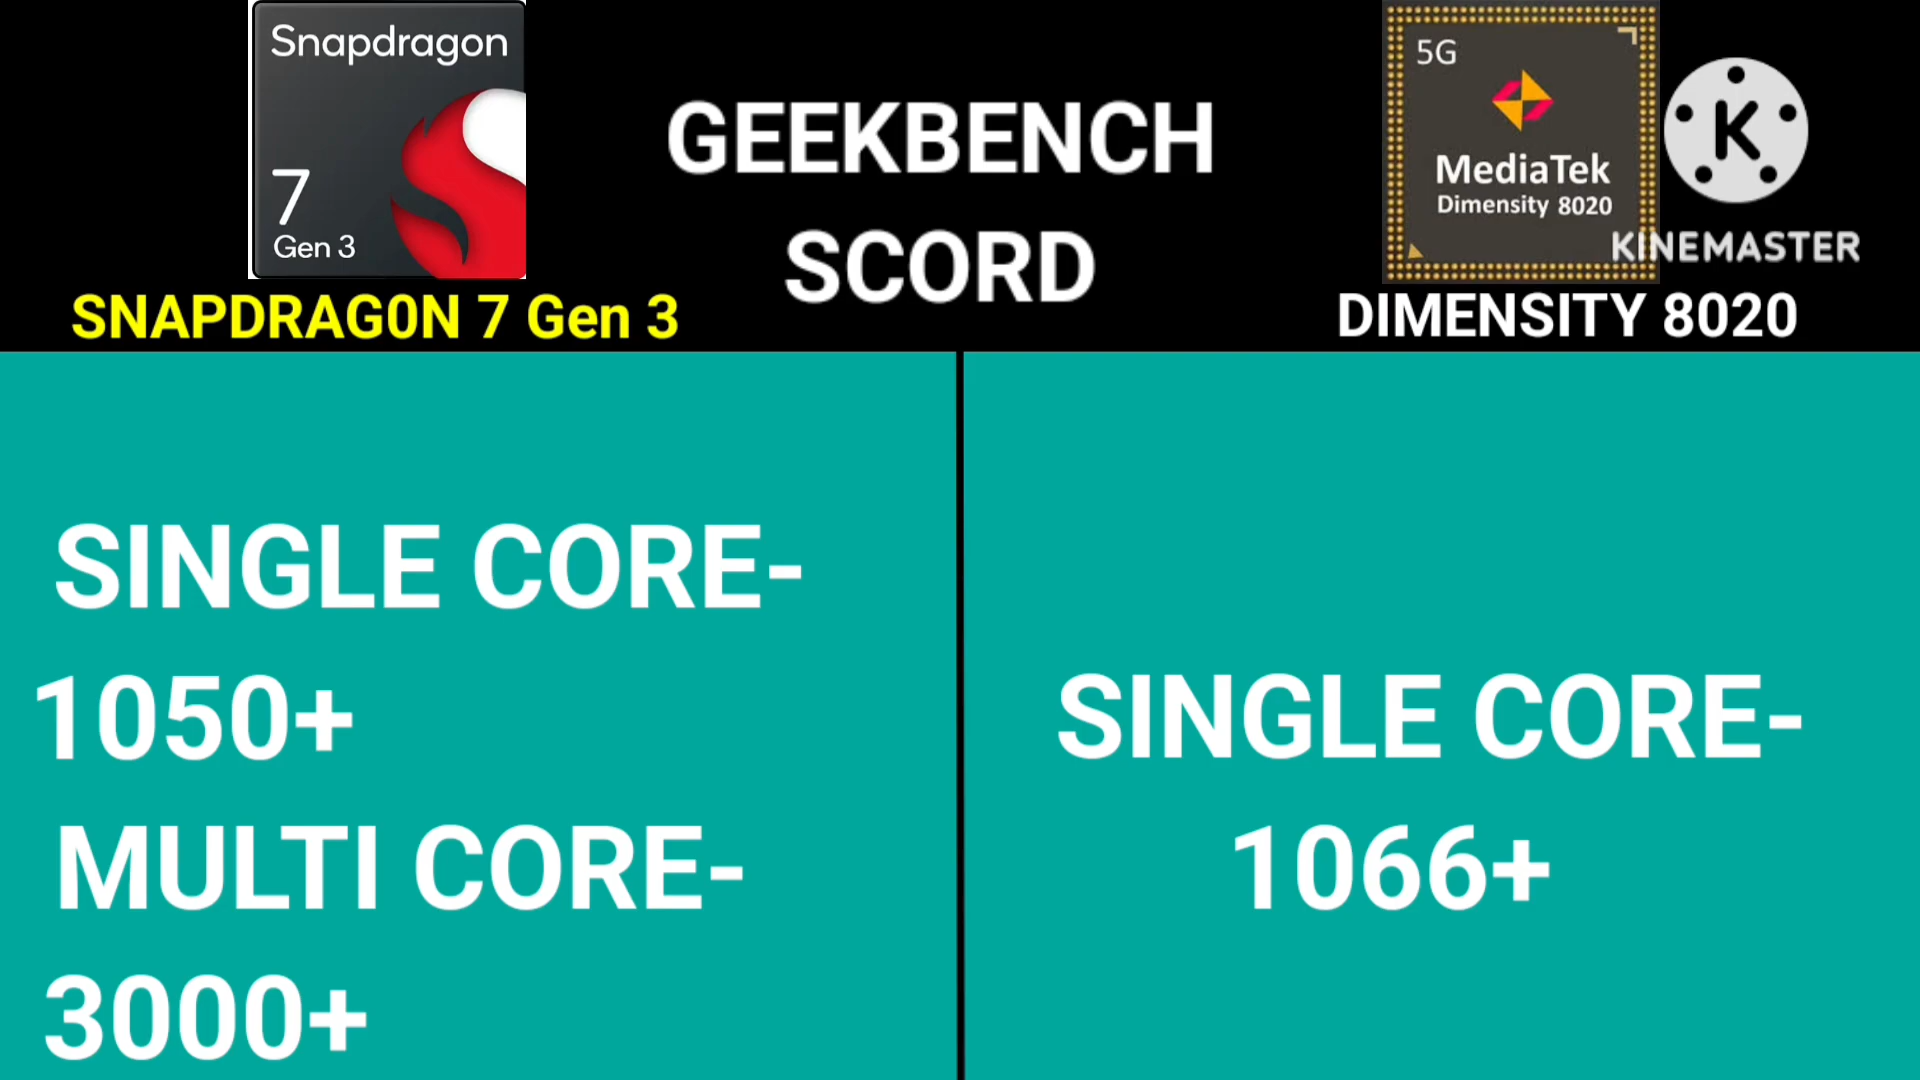 Snapdragon
7
Gen 3
SNAPDRAG0N 7 Gen 3
GEEKBENCH
SCORD
5G
MediaTek
Dimensity 8020
K
KINEMASTER
DIMENSITY 8020
SINGLE CORE-
1050+
MULTI CORE-
3000+
SINGLE CORE-
1066+